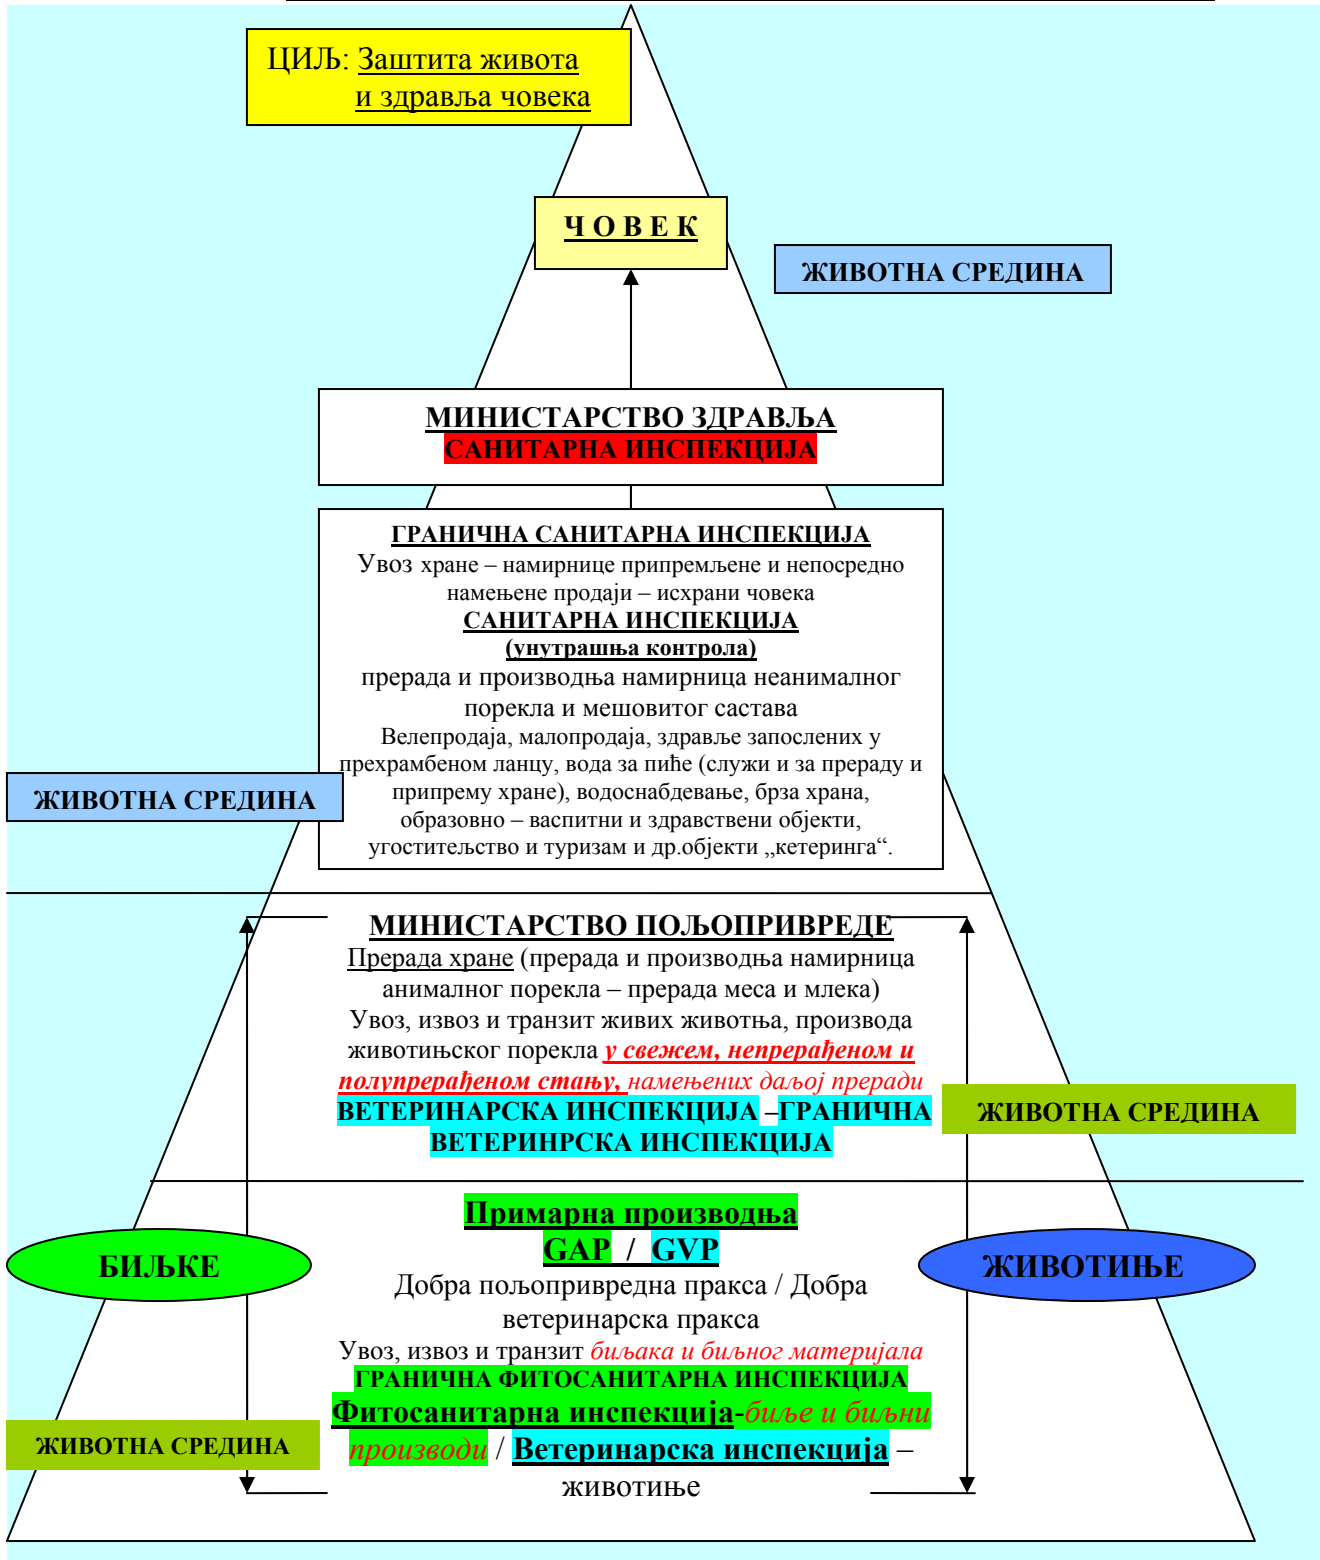 ЦИЉ: Заштита живота
и здравља човека
Ч О В Е К
ЖИВОТНА СРЕДИНА
МИНИСТАРСТВО ЗДРАВЉА
САНИТАРНА ИНСПЕКЦИЈА
ГРАНИЧНА САНИТАРНА ИНСПЕКЦИЈА
Увоз хране – намирнице припремљене и непосредно
намењене продаји – исхрани човека
САНИТАРНА ИНСПЕКЦИЈА
(унутрашња контрола)
прерада и производња намирница неанималног
порекла и мешовитог састава
Велепродаја, малопродаја, здравље запослених у
прехрамбеном ланцу, вода за пиће (служи и за прераду и
припрему хране), водоснабдевање, брза храна,
образовно – васпитни и здравствени објекти,
угоститељство и туризам и др.објекти „кетеринга“.
ЖИВОТНА СРЕДИНА
МИНИСТАРСТВО ПОЉОПРИВРЕДЕ
Прерада хране (прерада и производња намирница
анималног порекла – прерада меса и млека)
Увоз, извоз и транзит живих животња, производа
животињског порекла у свежем, непрерађеном и
полупрерађеном стању, намењених даљој преради
ВЕТЕРИНАРСКА ИНСПЕКЦИЈА –ГРАНИЧНА
ВЕТЕРИНРСКА ИНСПЕКЦИЈА
ЖИВОТНА СРЕДИНА
Примарна производња
GAP / GVP
БИЉКЕ
ЖИВОТИЊЕ
Добра пољопривредна пракса / Добра
ветеринарска пракса
Увоз, извоз и транзит биљака и биљног материјала
ГРАНИЧНА ФИТОСАНИТАРНА ИНСПЕКЦИЈА
Фитосанитарна инспекција-биље и биљни
производи / Ветеринарска инспекција –
животиње
ЖИВОТНА СРЕДИНА